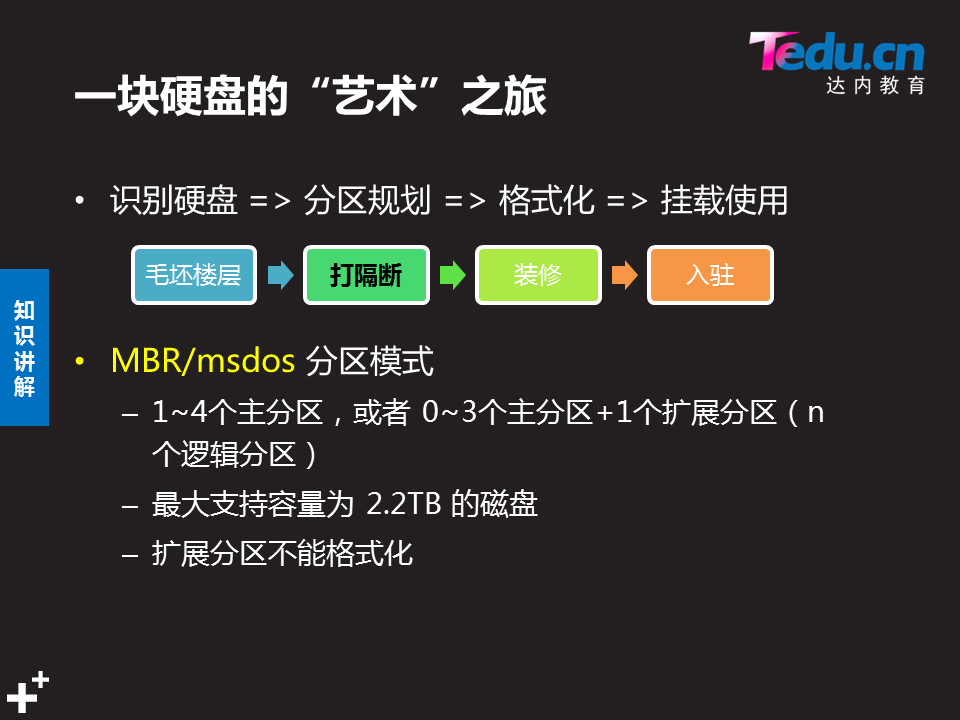 Tedu.cn
达内教育
一块硬盘的“艺术”之旅
• 识别硬盘 => 分区规划 => 格式化 => 挂载使用
毛坯楼层 打隔断 装修 入驻
知识讲解
• MBR/msdos 分区模式
– 1~4个主分区，或者 0~3个主分区+1个扩展分区（n
个逻辑分区）
– 最大支持容量为 2.2TB 的磁盘
– 扩展分区不能格式化